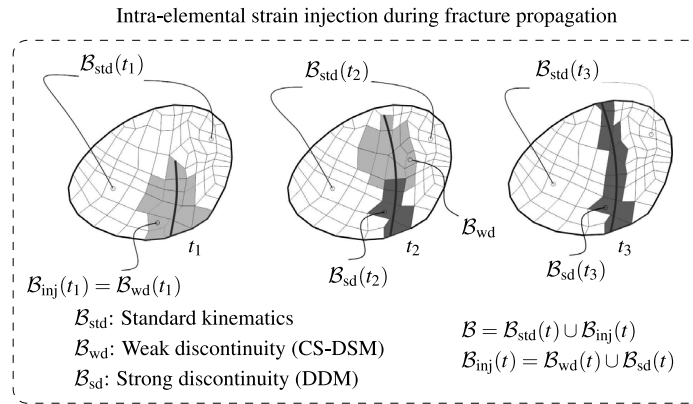 Intra-elemental strain injection during fracture propagation
𝓑std(t1) 𝓑std(t2) 𝓑std(t3)
t1 t2 t3
𝓑wd
𝓑sd(t2) 𝓑sd(t3)
𝓑inj(t1) = 𝓑wd(t1)
𝓑std: Standard kinematics
𝓑wd: Weak discontinuity (CS-DSM)
𝓑sd: Strong discontinuity (DDM)
𝓑 = 𝓑std(t) ∪ 𝓑inj(t)
𝓑inj(t) = 𝓑wd(t) ∪ 𝓑sd(t)